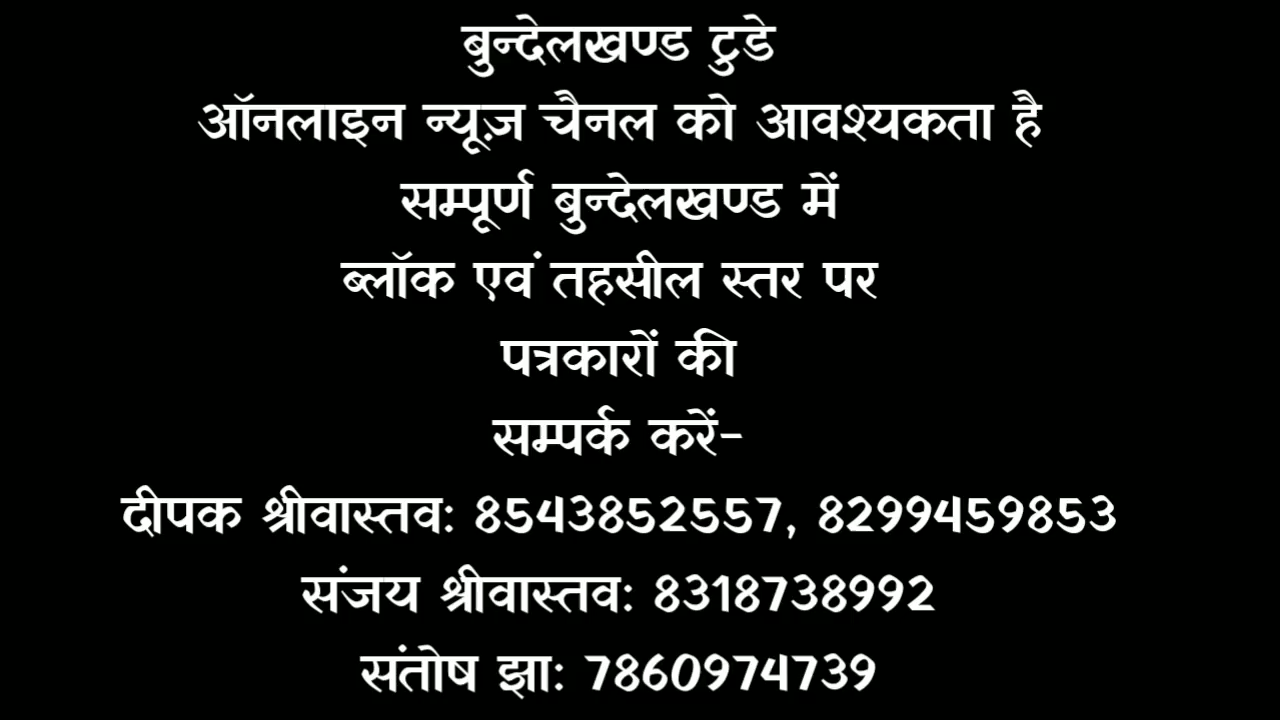 बुन्देलखण्ड टुडे
ऑनलाइन न्यूज़ चैनल को आवश्यकता है
सम्पूर्ण बुन्देलखण्ड में
ब्लॉक एवं तहसील स्तर पर
पत्रकारों की
सम्पर्क करें-
दीपक श्रीवास्तवः 8543852557, 8299459853
संजय श्रीवास्तवः 8318738992
संतोष झाः 7860974739